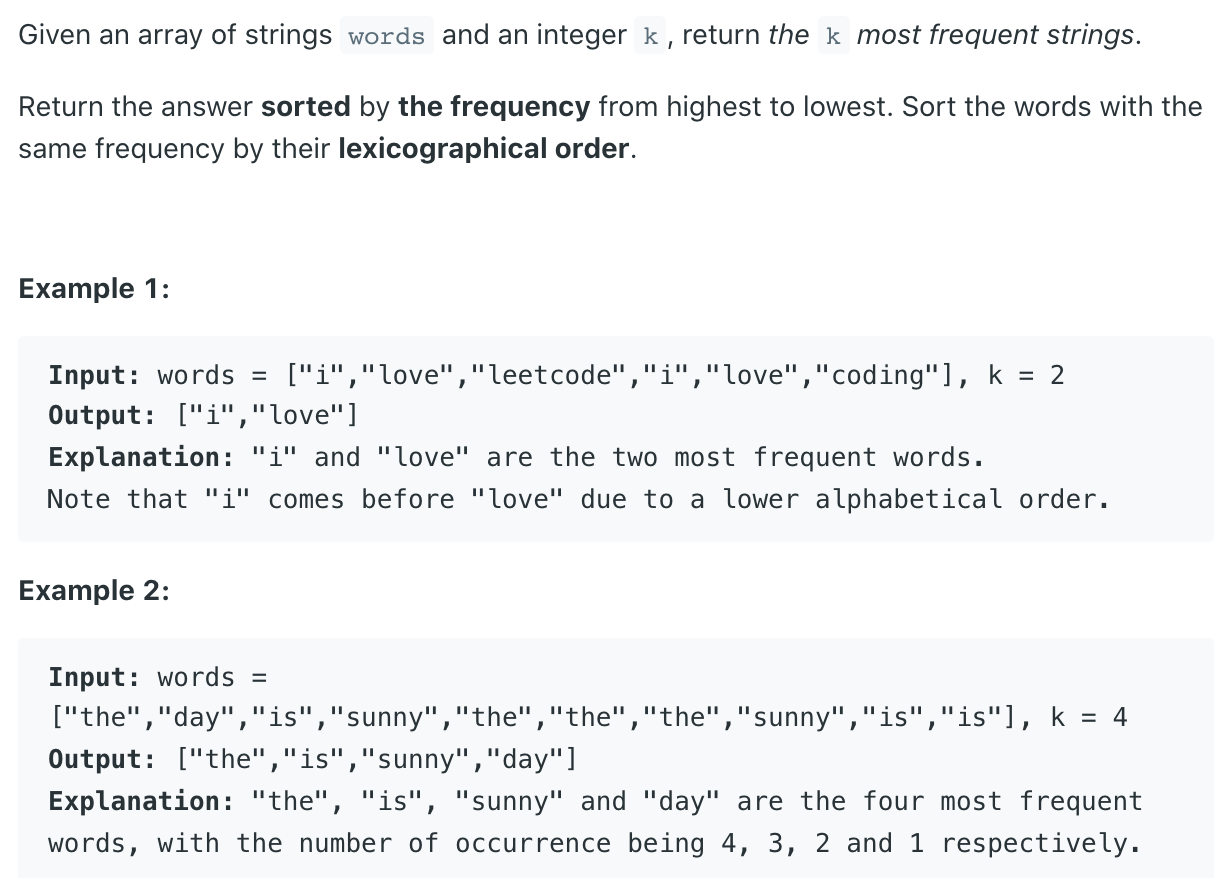 Given an array of strings words and an integer k, return the k most frequent strings.
Return the answer sorted by the frequency from highest to lowest. Sort the words with the
same frequency by their lexicographical order.
Example 1:
Input: words = ["i","love","leetcode","i","love","coding"], k = 2
Output: ["i","love"]
Explanation: "i" and "love" are the two most frequent words.
Note that "i" comes before "love" due to a lower alphabetical order.
Example 2:
Input: words =
["the","day","is","sunny","the","the","the","sunny","is","is"], k = 4
Output: ["the","is","sunny","day"]
Explanation: "the", "is", "sunny" and "day" are the four most frequent
words, with the number of occurrence being 4, 3, 2 and 1 respectively.